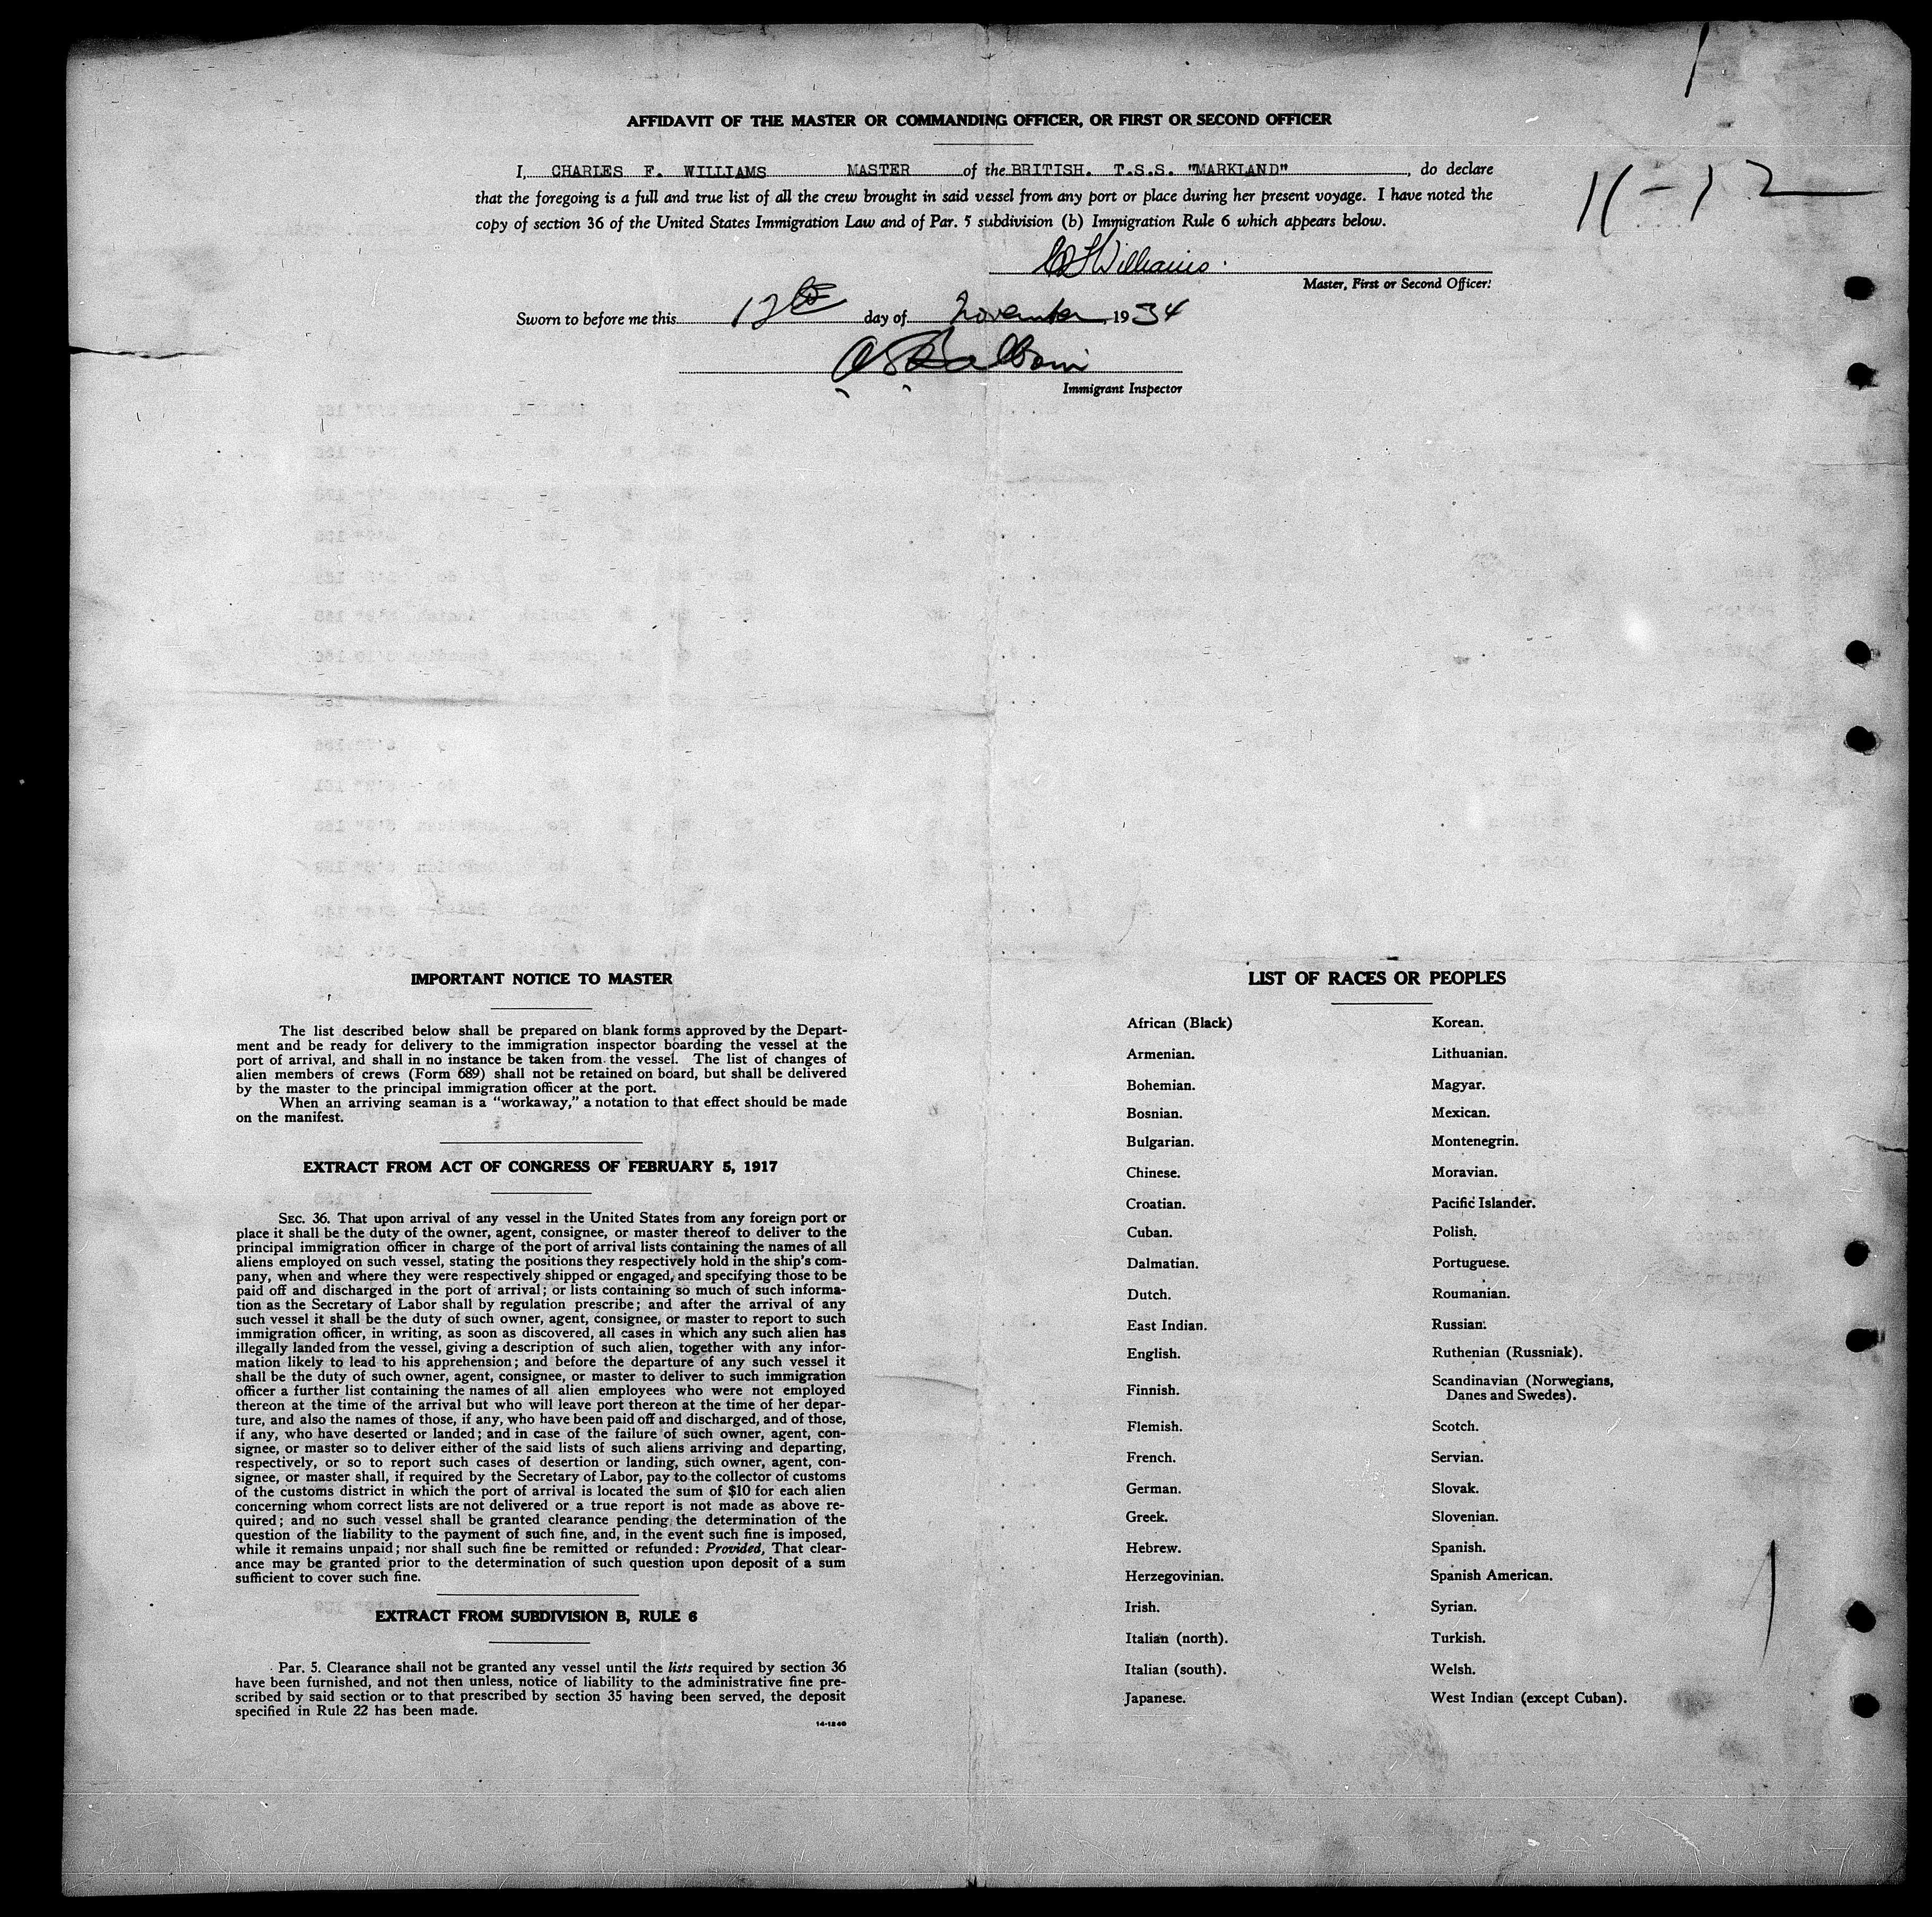 AFFIDAVIT OF THE MASTER OR COMMANDING OFFICER, OR FIRST OR SECOND OFFICER
I, CHARLES F. WILLIAMS MASTER of the BRITISH. T.S.S. "MARKLAND" , do declare
that the foregoing is a full and true list of all the crew brought in said vessel from any port or place during her present voyage. I have noted the
copy of section 36 of the United States Immigration Law and of Par. 5 subdivision (b) Immigration Rule 6 which appears below.
11-12
Williams.
Master, First or Second Officer.
Sworn to before me this 12th day of November, 1934
Immigrant Inspector
IMPORTANT NOTICE TO MASTER
The list described below shall be prepared on blank forms approved by the Depart-
ment and be ready for delivery to the immigration inspector boarding the vessel at the
port of arrival, and shall in no instance be taken from the vessel. The list of changes of
alien members of crews (Form 689) shall not be retained on board, but shall be delivered
by the master to the principal immigration officer at the port.
When an arriving seaman is a "workaway," a notation to that effect should be made
on the manifest.
EXTRACT FROM ACT OF CONGRESS OF FEBRUARY 5, 1917
SEC. 36. That upon arrival of any vessel in the United States from any foreign port or
place it shall be the duty of the owner, agent, consignee, or master thereof to deliver to the
principal immigration officer in charge of the port of arrival lists containing the names of all
aliens employed on such vessel, stating the positions they respectively hold in the ship's com-
pany, when and where they were respectively shipped or engaged, and specifying those to be
paid off and discharged in the port of arrival; or lists containing so much of such informa-
tion as the Secretary of Labor shall by regulation prescribe; and after the arrival of any
such vessel it shall be the duty of such owner, agent, consignee, or master to report to such
immigration officer, in writing, as soon as discovered, all cases in which any such alien has
illegally landed from the vessel, giving a description of such alien, together with any infor-
mation likely to lead to his apprehension; and before the departure of any such vessel it
shall be the duty of such owner, agent, consignee, or master to deliver to such immigration
officer a further list containing the names of all alien employees who were not employed
thereon at the time of the arrival but who will leave port thereon at the time of her depar-
ture, and also the names of those, if any, who have been paid off and discharged, and of those,
if any, who have deserted or landed; and in case of the failure of such owner, agent, con-
signee, or master so to deliver either of the said lists of such aliens arriving and departing,
respectively, or so to report such cases of desertion or landing, such owner, agent, con-
signee, or master shall, if required by the Secretary of Labor, pay to the collector of customs
of the customs district in which the port of arrival is located the sum of $10 for each alien
concerning whom correct lists are not delivered or a true report is not made as above re-
quired; and no such vessel shall be granted clearance pending the determination of the
question of the liability to the payment of such fine, and, in the event such fine is imposed,
while it remains unpaid; nor shall such fine be remitted or refunded: Provided, That clear-
ance may be granted prior to the determination of such question upon deposit of a sum
sufficient to cover such fine.
EXTRACT FROM SUBDIVISION B, RULE 6
Par. 5. Clearance shall not be granted any vessel until the lists required by section 36
have been furnished, and not then unless, notice of liability to the administrative fine pre-
scribed by said section or to that prescribed by section 35 having been served, the deposit
specified in Rule 22 has been made.
14-1240
LIST OF RACES OR PEOPLES
African (Black)
Armenian.
Bohemian.
Bosnian.
Bulgarian.
Chinese.
Croatian.
Cuban.
Dalmatian.
Dutch.
East Indian.
English.
Finnish.
Flemish.
French.
German.
Greek.
Hebrew.
Herzegovinian.
Irish.
Italian (north).
Italian (south).
Japanese.
Korean.
Lithuanian.
Magyar.
Mexican.
Montenegrin.
Moravian.
Pacific Islander.
Polish.
Portuguese.
Roumanian.
Russian.
Ruthenian (Russniak).
Scandinavian (Norwegians,
Danes and Swedes).
Scotch.
Servian.
Slovak.
Slovenian.
Spanish.
Spanish American.
Syrian.
Turkish.
Welsh.
West Indian (except Cuban).